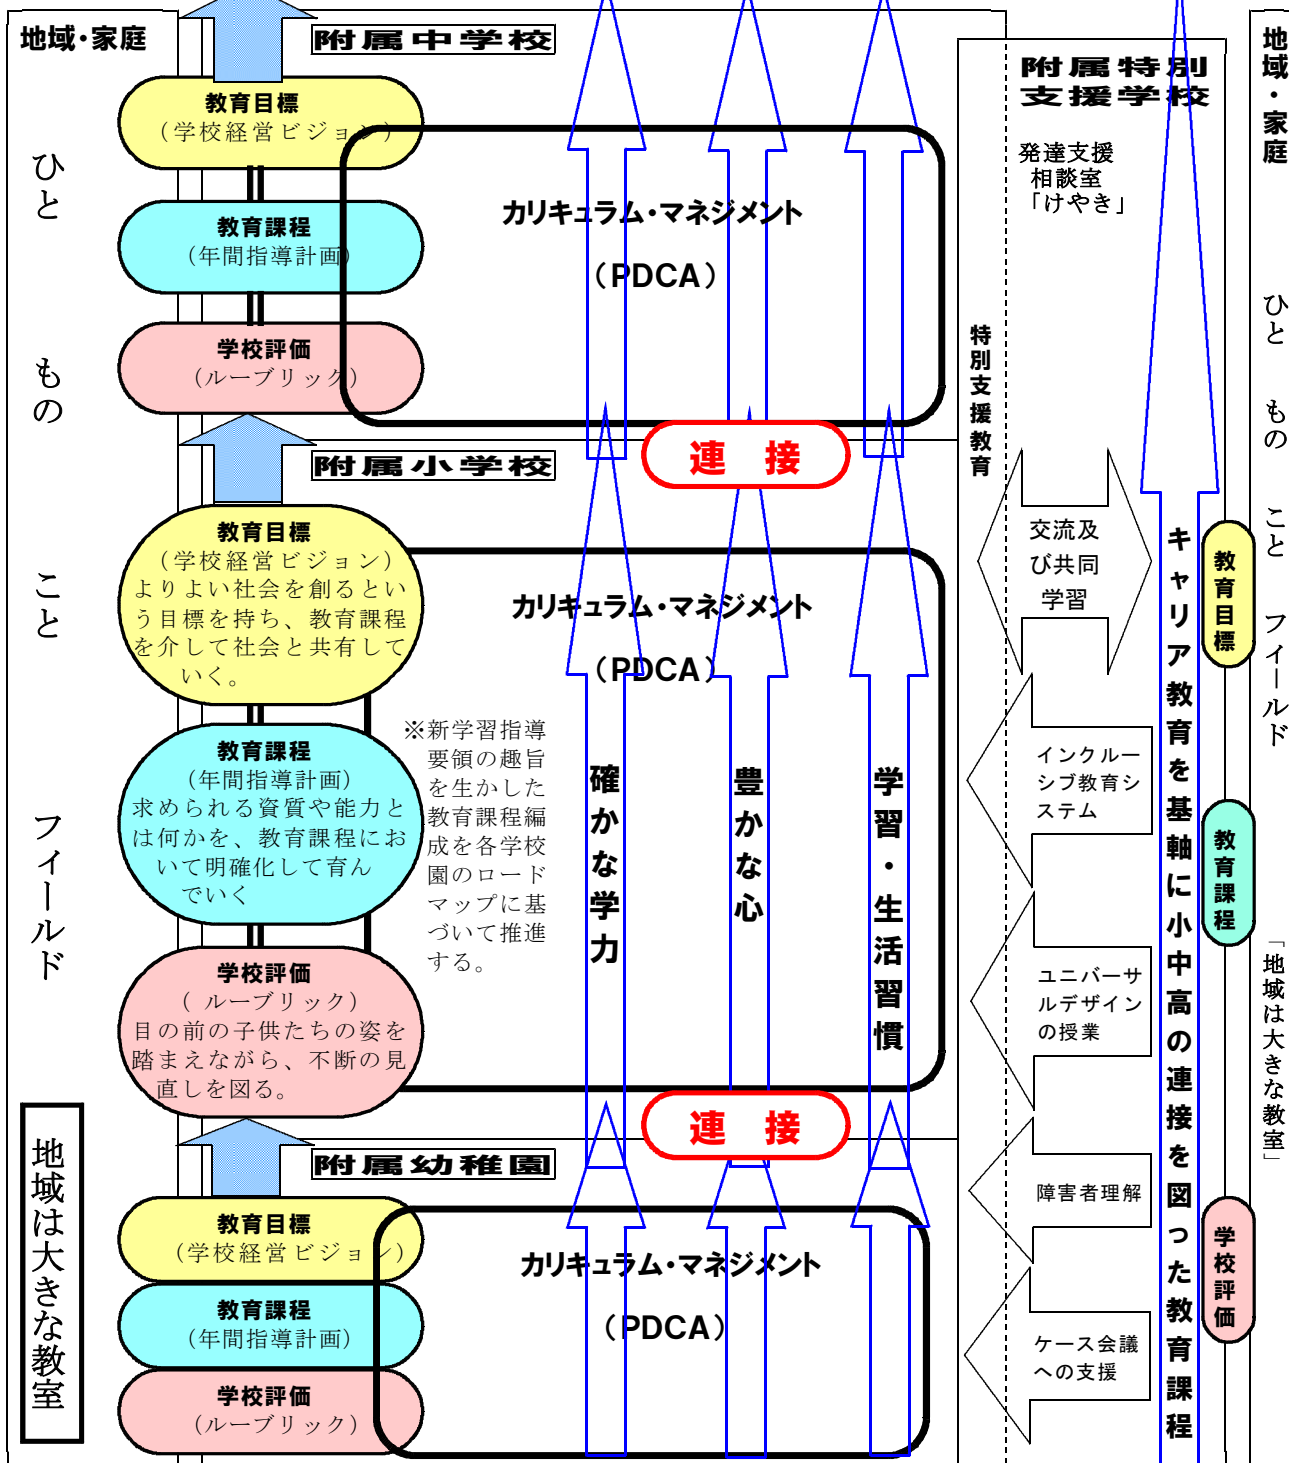 地域・家庭
ひと
もの
こと
フィールド
地域は大きな教室
附属中学校
教育目標
（学校経営ビジョン）
教育課程
（年間指導計画）
学校評価
（ルーブリック）
カリキュラム・マネジメント
（PDCA）
連　接
附属小学校
教育目標
（学校経営ビジョン）
よりよい社会を創るとい
う目標を持ち、教育課程
を介して社会と共有して
いく。
教育課程
（年間指導計画）
求められる資質や能力と
は何かを、教育課程にお
いて明確化して育ん
でいく
学校評価
（ ルーブリック）
目の前の子供たちの姿を
踏まえながら、不断の見
直しを図る。
カリキュラム・マネジメント
（PDCA）
※新学習指導
要領の趣旨
を生かした
教育課程編
成を各学校
園のロード
マップに基
づいて推進
する。
確かな学力
豊かな心
学習・生活習慣
連　接
附属幼稚園
教育目標
（学校経営ビジョン）
教育課程
（年間指導計画）
学校評価
（ルーブリック）
カリキュラム・マネジメント
（PDCA）
特別支援教育
附属特別
支援学校
発達支援
相談室
「けやき」
交流及
び共同
学習
インクルー
シブ教育シ
ステム
ユニバーサ
ルデザイン
の授業
障害者理解
ケース会議
への支援
キャリア教育を基軸に小中高の連接を図った教育課程
教育目標
教育課程
学校評価
地域・家庭
ひと
もの
こと
フィールド
「地域は大きな教室」